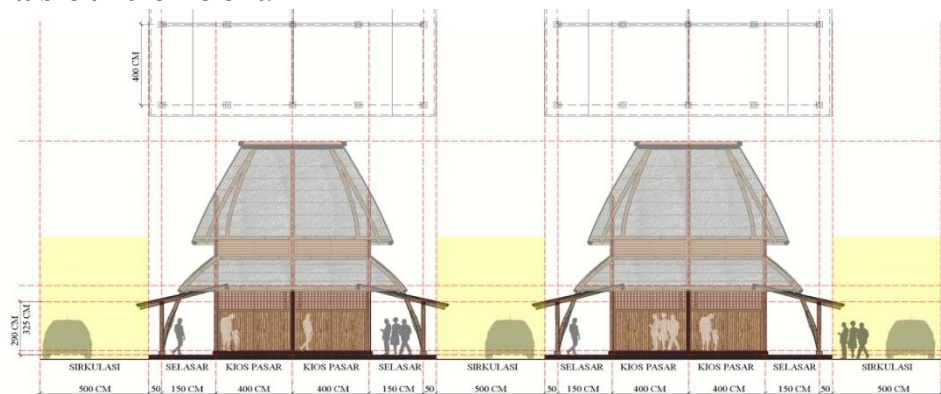 400 CM
400 CM
290 CM
325 CM
SIRKULASI SELASAR KIOS PASAR KIOS PASAR SELASAR SIRKULASI SELASAR KIOS PASAR KIOS PASAR SELASAR SIRKULASI
500 CM 50 150 CM 400 CM 400 CM 150 CM 50 500 CM 50 150 CM 400 CM 400 CM 150 CM 50 500 CM